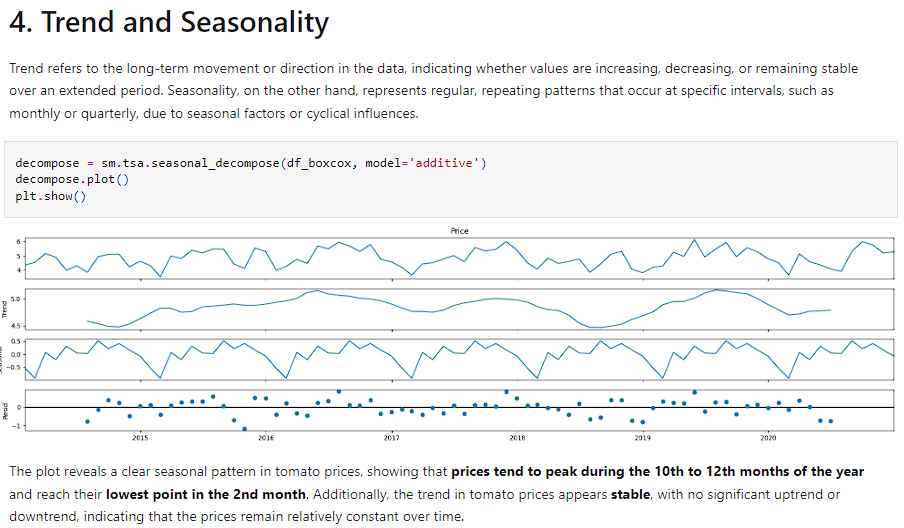 4. Trend and Seasonality
Trend refers to the long-term movement or direction in the data, indicating whether values are increasing, decreasing, or remaining stable
over an extended period. Seasonality, on the other hand, represents regular, repeating patterns that occur at specific intervals, such as
monthly or quarterly, due to seasonal factors or cyclical influences.
decompose = sm.tsa.seasonal_decompose(df_boxcox, model='additive')
decompose.plot()
plt.show()
Price
6
5
4
Trend
5.0
4.5
0.5
0.0
−0.5
Resid
0
−1
2015 2016 2017 2018 2019 2020
The plot reveals a clear seasonal pattern in tomato prices, showing that prices tend to peak during the 10th to 12th months of the year
and reach their lowest point in the 2nd month. Additionally, the trend in tomato prices appears stable, with no significant uptrend or
downtrend, indicating that the prices remain relatively constant over time.